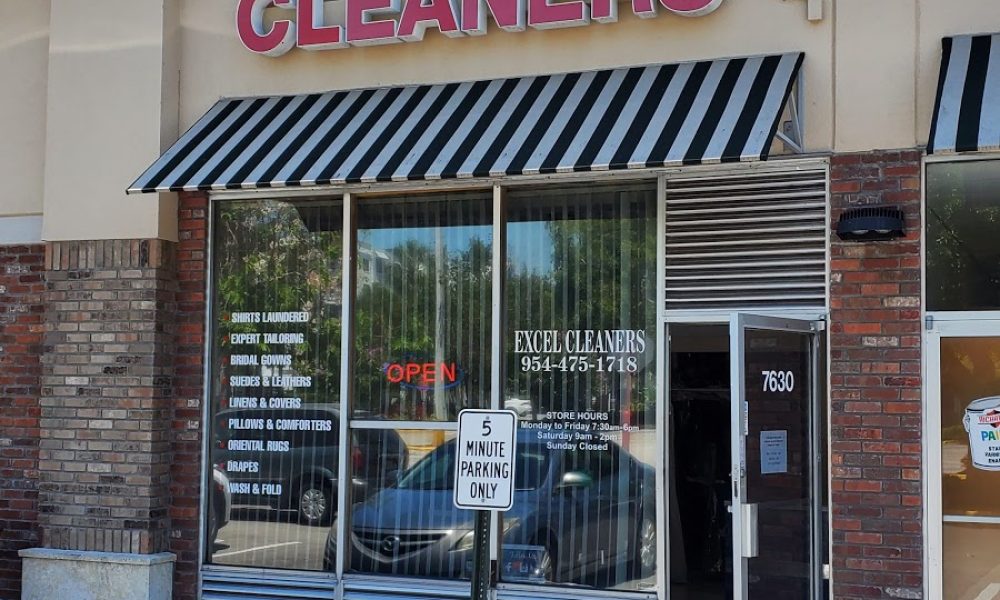 CLEANERS
SHIRTS LAUNDERED
EXPERT TAILORING
BRIDAL GOWNS
SUEDES & LEATHERS
LINENS & COVERS
PILLOWS & COMFORTERS
ORIENTAL RUGS
DRAPES
WASH & FOLD
OPEN
EXCEL CLEANERS
954-475-1718
STORE HOURS
Monday to Friday 7:30am-6pm
Saturday 9am - 2pm
Sunday Closed
5
MINUTE
PARKING
ONLY
7630